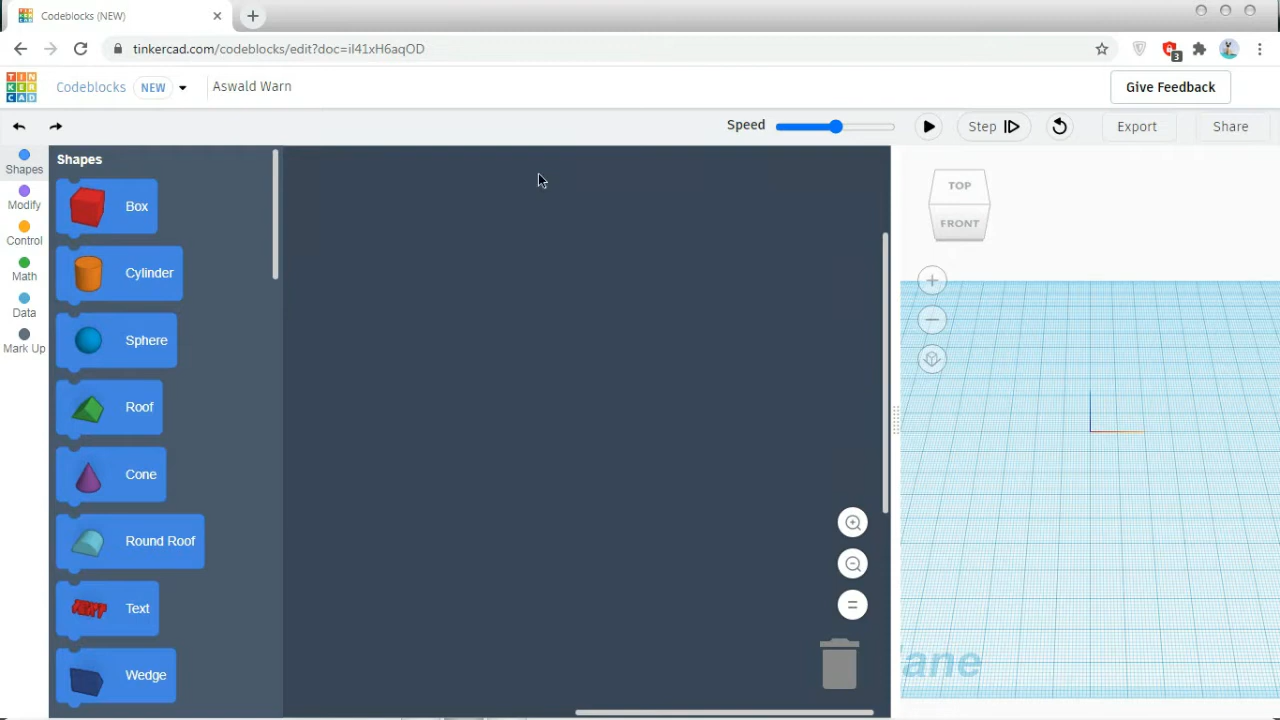 Codeblocks (NEW)
tinkercad.com/codeblocks/edit?doc=il41xH6aqOD
3
TIN
KER
CAD
Codeblocks NEW Aswald Warn
Give Feedback
Speed Step Export Share
Shapes
Modify
Control
Math
Data
Mark Up
Shapes
Box
Cylinder
Sphere
Roof
Cone
Round Roof
Text
Wedge
TOP
FRONT
ane